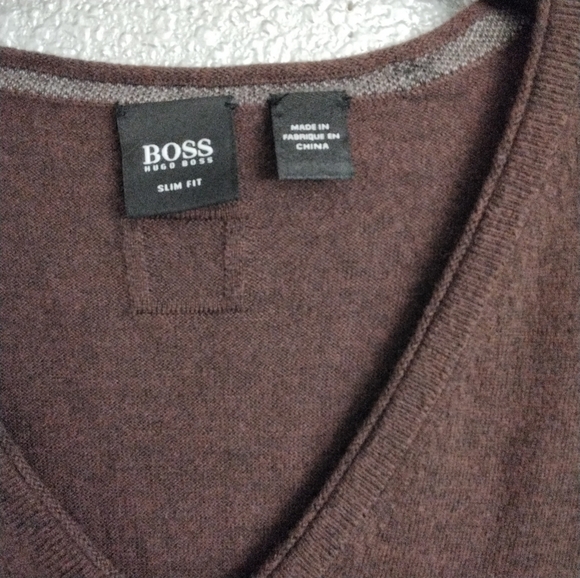 BOSS
HUGO BOSS
SLIM FIT
MADE IN
FABRIQUE EN
CHINA